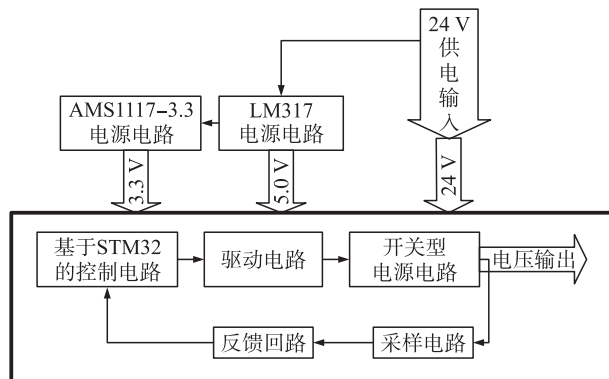 24 V
供
电
输
入
AMS1117-3.3
电源电路
LM317
电源电路
3.3 V
5.0 V
24 V
基于STM32
的控制电路
驱动电路
开关型
电源电路
电压输出
反馈回路
采样电路